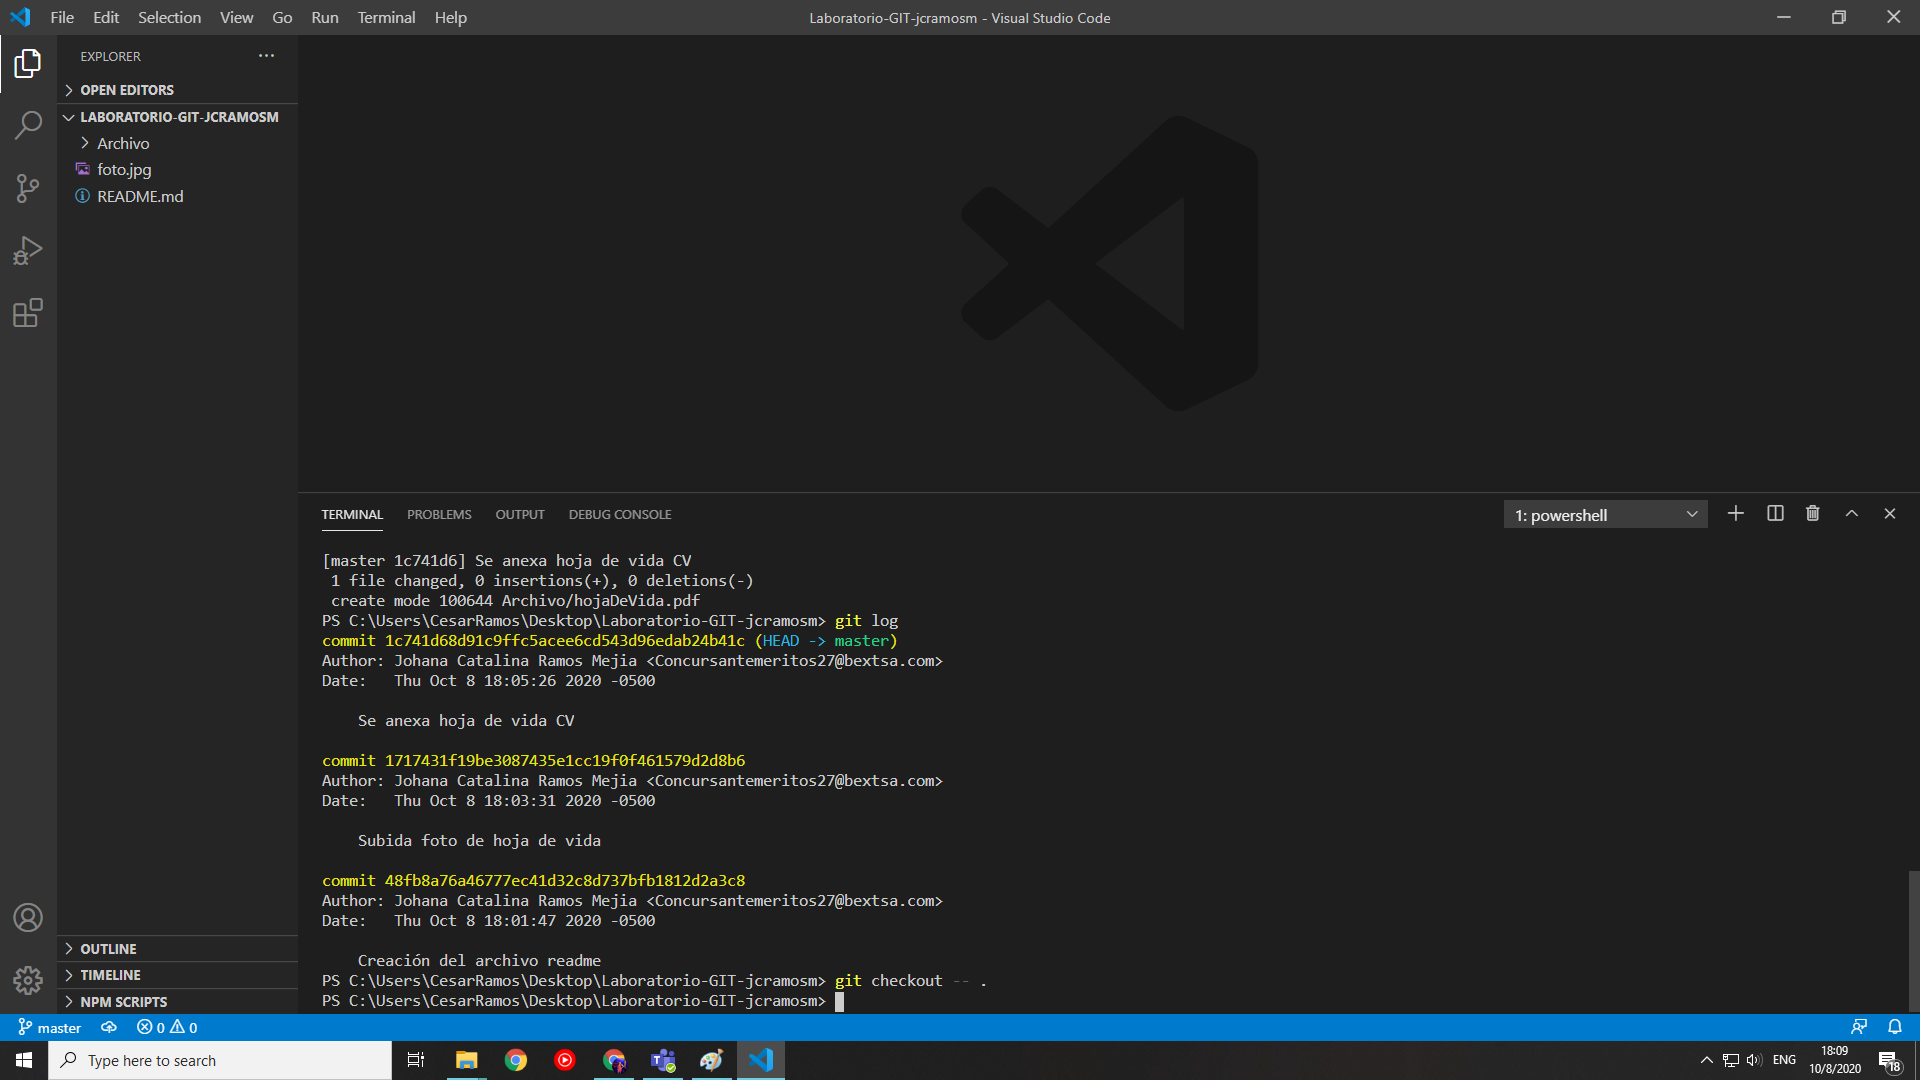 File Edit Selection View Go Run Terminal Help
Laboratorio-GIT-jcramosm - Visual Studio Code
EXPLORER
OPEN EDITORS
LABORATORIO-GIT-JCRAMOSM
Archivo
foto.jpg
README.md
OUTLINE
TIMELINE
NPM SCRIPTS
TERMINAL PROBLEMS OUTPUT DEBUG CONSOLE
1: powershell
[master 1c741d6] Se anexa hoja de vida CV
1 file changed, 0 insertions(+), 0 deletions(-)
create mode 100644 Archivo/hojaDeVida.pdf
PS C:\Users\CesarRamos\Desktop\Laboratorio-GIT-jcramosm> git log
commit 1c741d68d91c9ffc5acee6cd543d96edab24b41c (HEAD -> master)
Author: Johana Catalina Ramos Mejia <Concursantemeritos27@bextsa.com>
Date:   Thu Oct 8 18:05:26 2020 -0500
Se anexa hoja de vida CV
commit 1717431f19be3087435e1cc19f0f461579d2d8b6
Author: Johana Catalina Ramos Mejia <Concursantemeritos27@bextsa.com>
Date:   Thu Oct 8 18:03:31 2020 -0500
Subida foto de hoja de vida
commit 48fb8a76a46777ec41d32c8d737bfb1812d2a3c8
Author: Johana Catalina Ramos Mejia <Concursantemeritos27@bextsa.com>
Date:   Thu Oct 8 18:01:47 2020 -0500
Creación del archivo readme
PS C:\Users\CesarRamos\Desktop\Laboratorio-GIT-jcramosm> git checkout -- .
PS C:\Users\CesarRamos\Desktop\Laboratorio-GIT-jcramosm>
master 0 0
Type here to search
ENG
18:09
10/8/2020
18